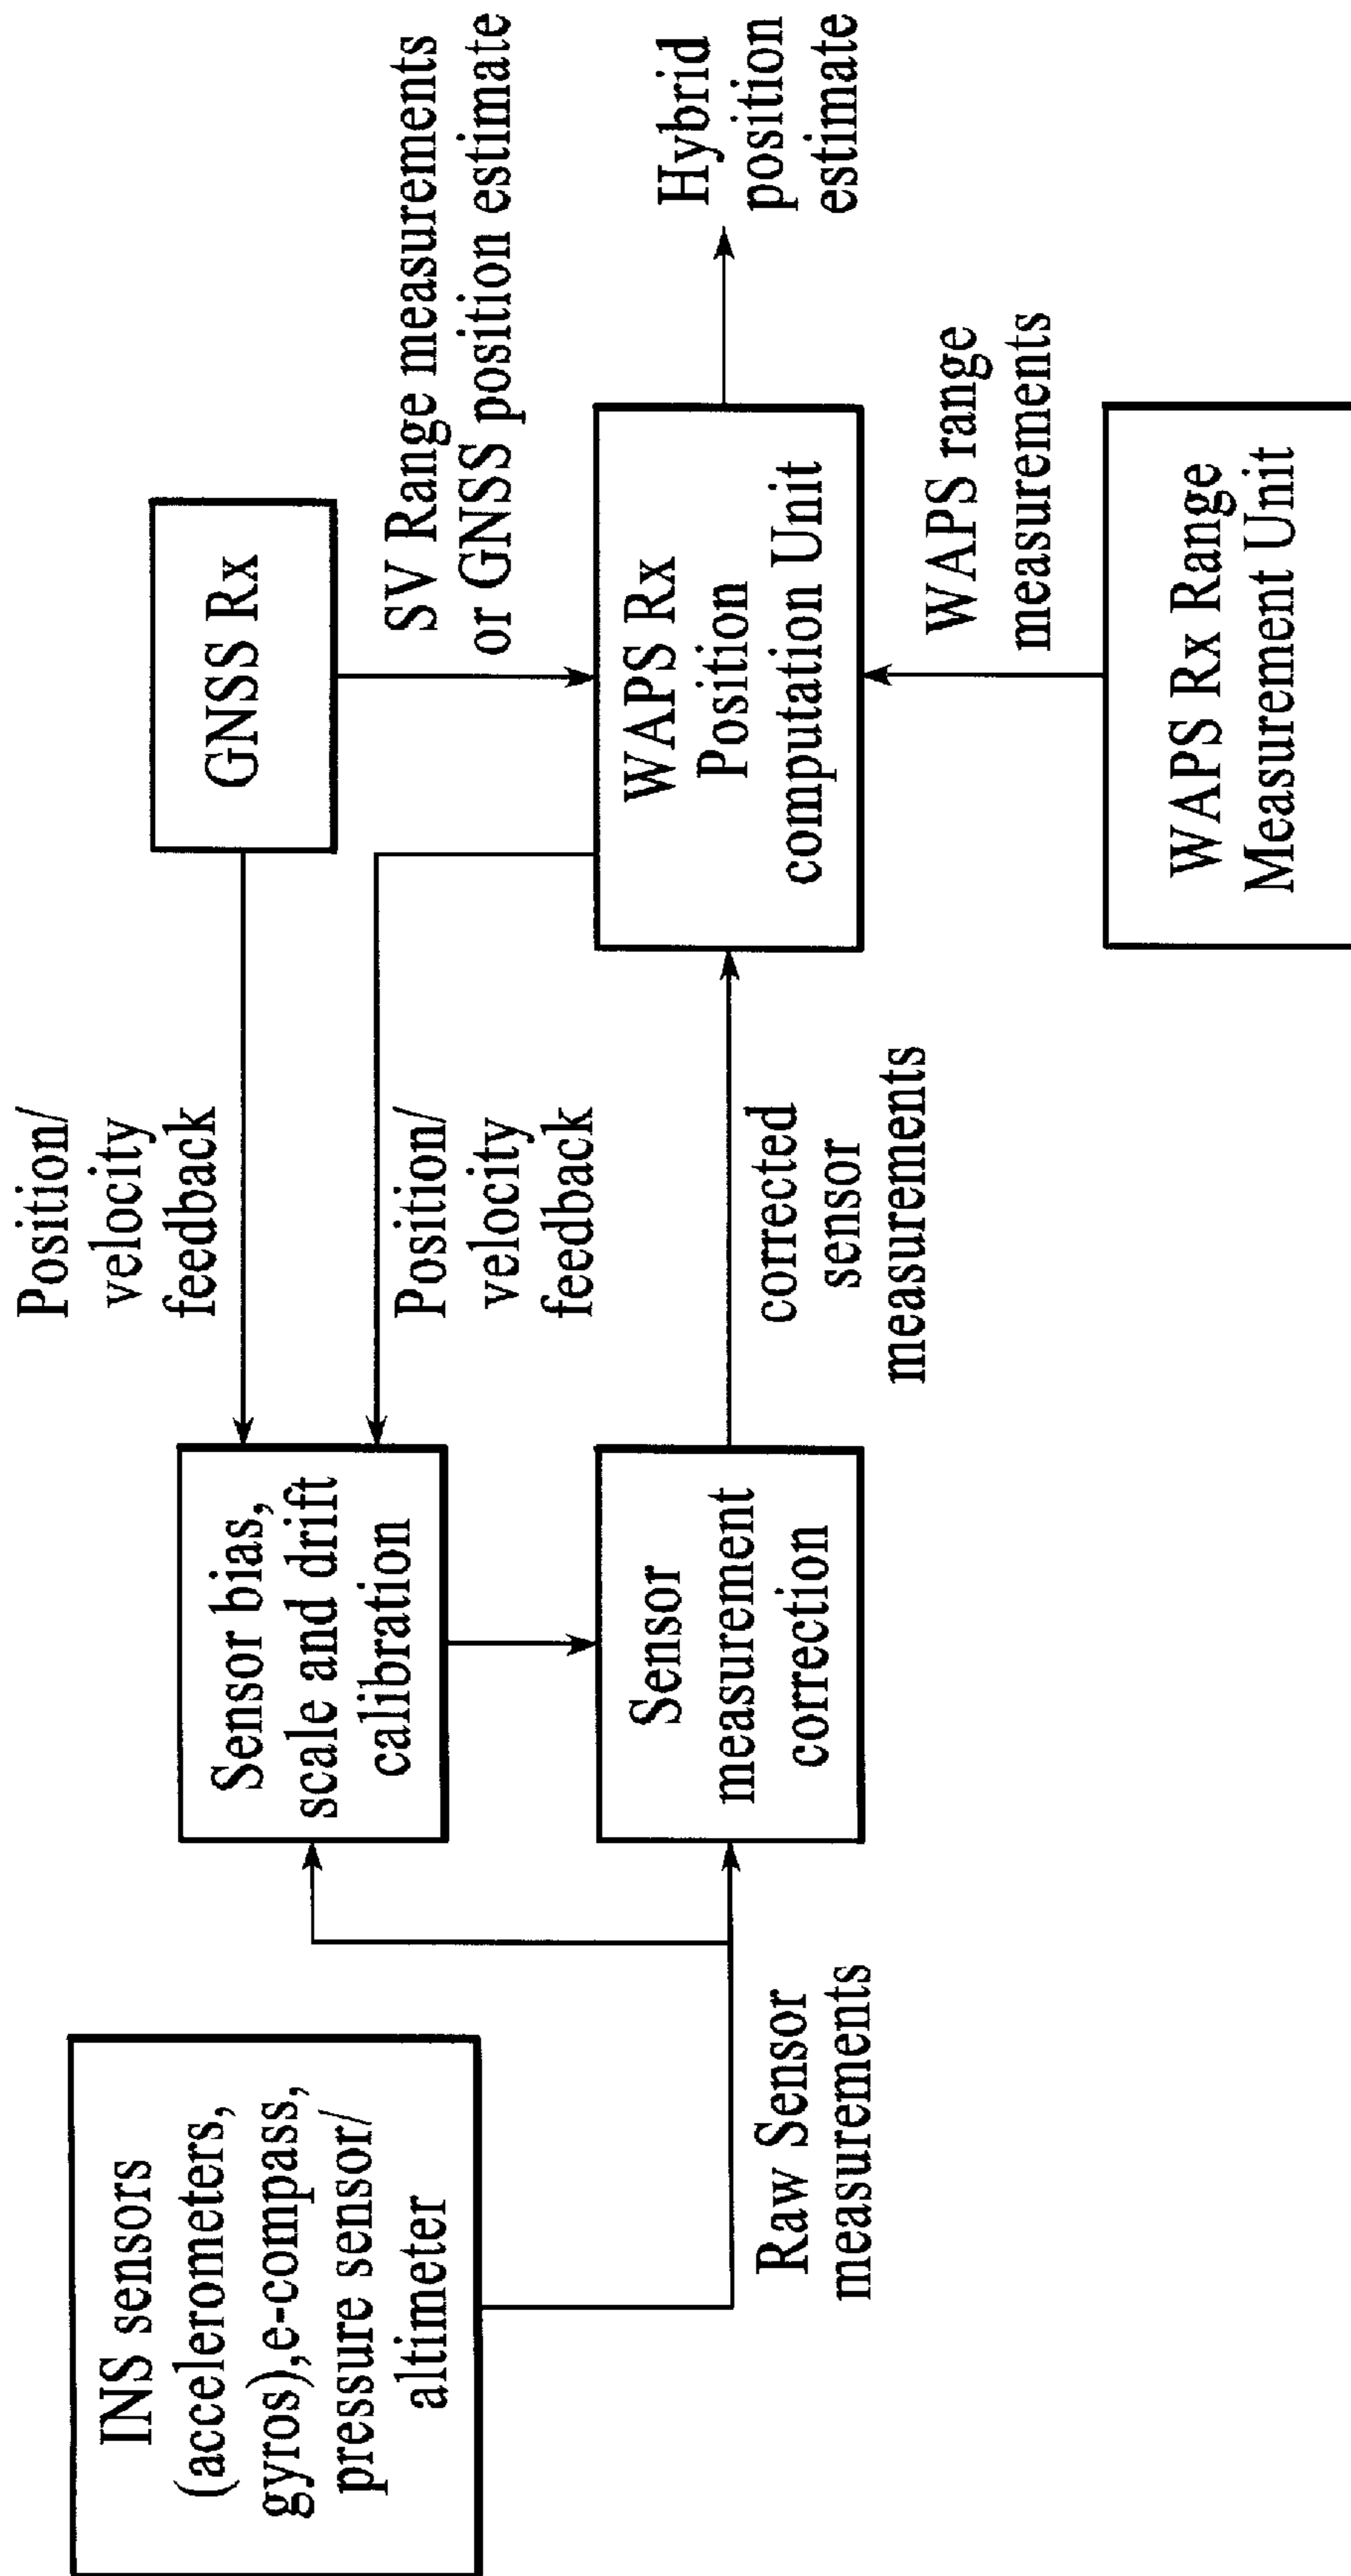 INS sensors
(accelerometers,
gyros),e-compass,
pressure sensor/
altimeter
Raw Sensor
measurements
Sensor bias,
scale and drift
calibration
Sensor
measurement
correction
Position/
velocity
feedback
Position/
velocity
feedback
corrected
sensor
measurements
GNSS Rx
SV Range measurements
or GNSS position estimate
WAPS Rx
Position
computation Unit
Hybrid
position
estimate
WAPS range
measurements
WAPS Rx Range
Measurement Unit